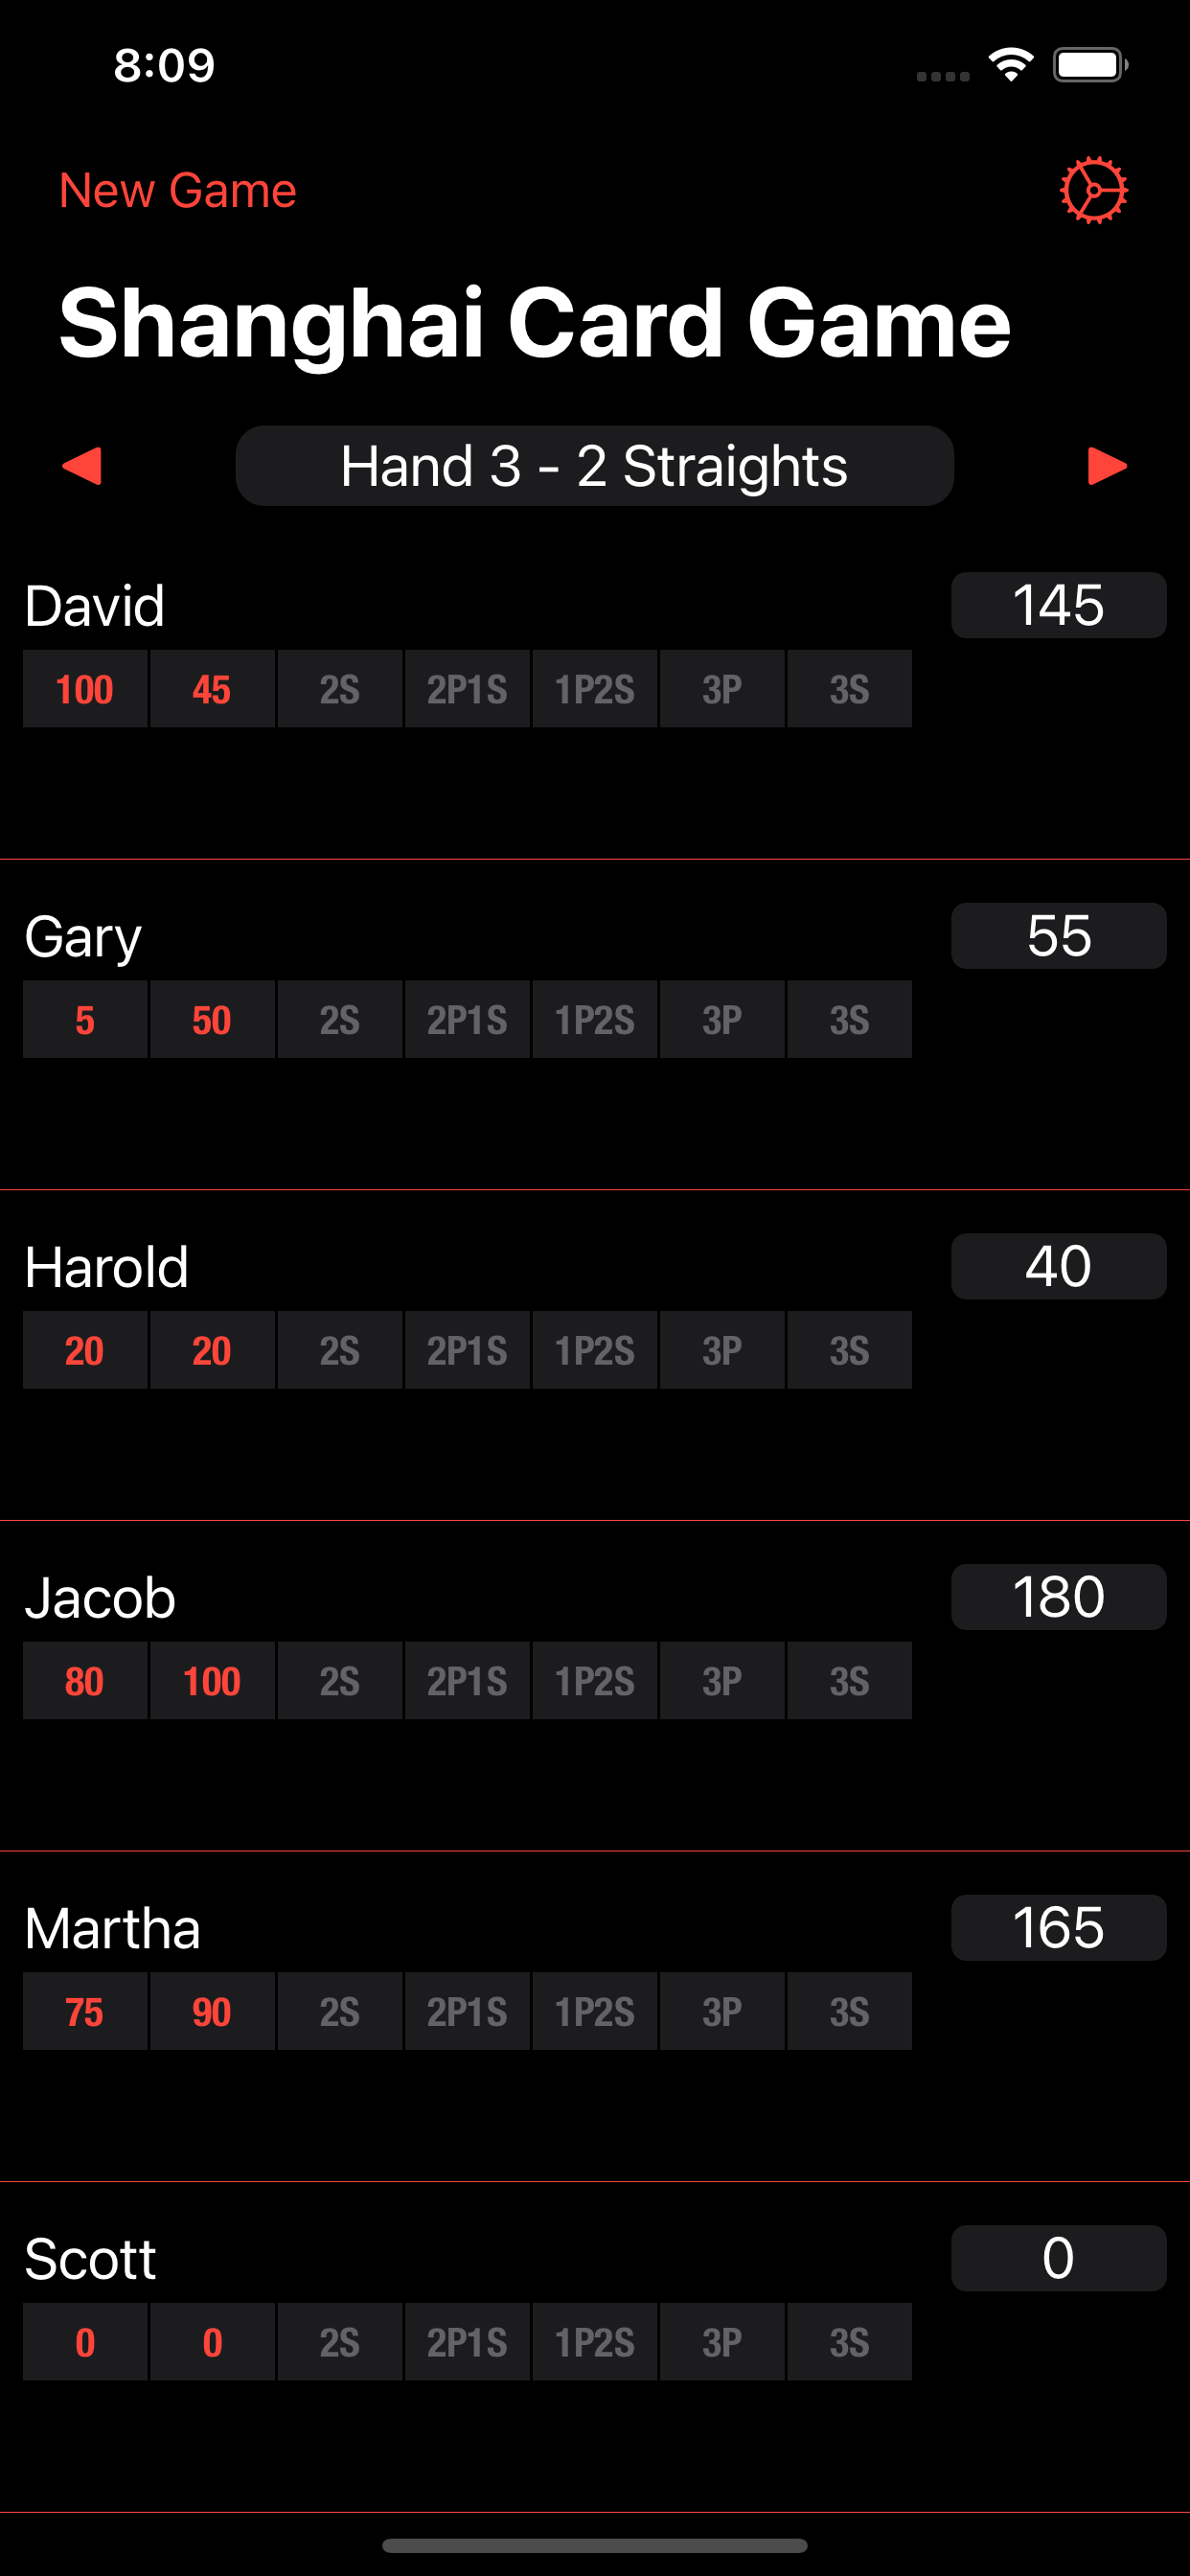 8:09
New Game
Shanghai Card Game
Hand 3 - 2 Straights
David 145
100 45 2S 2P1S 1P2S 3P 3S
Gary 55
5 50 2S 2P1S 1P2S 3P 3S
Harold 40
20 20 2S 2P1S 1P2S 3P 3S
Jacob 180
80 100 2S 2P1S 1P2S 3P 3S
Martha 165
75 90 2S 2P1S 1P2S 3P 3S
Scott 0
0 0 2S 2P1S 1P2S 3P 3S